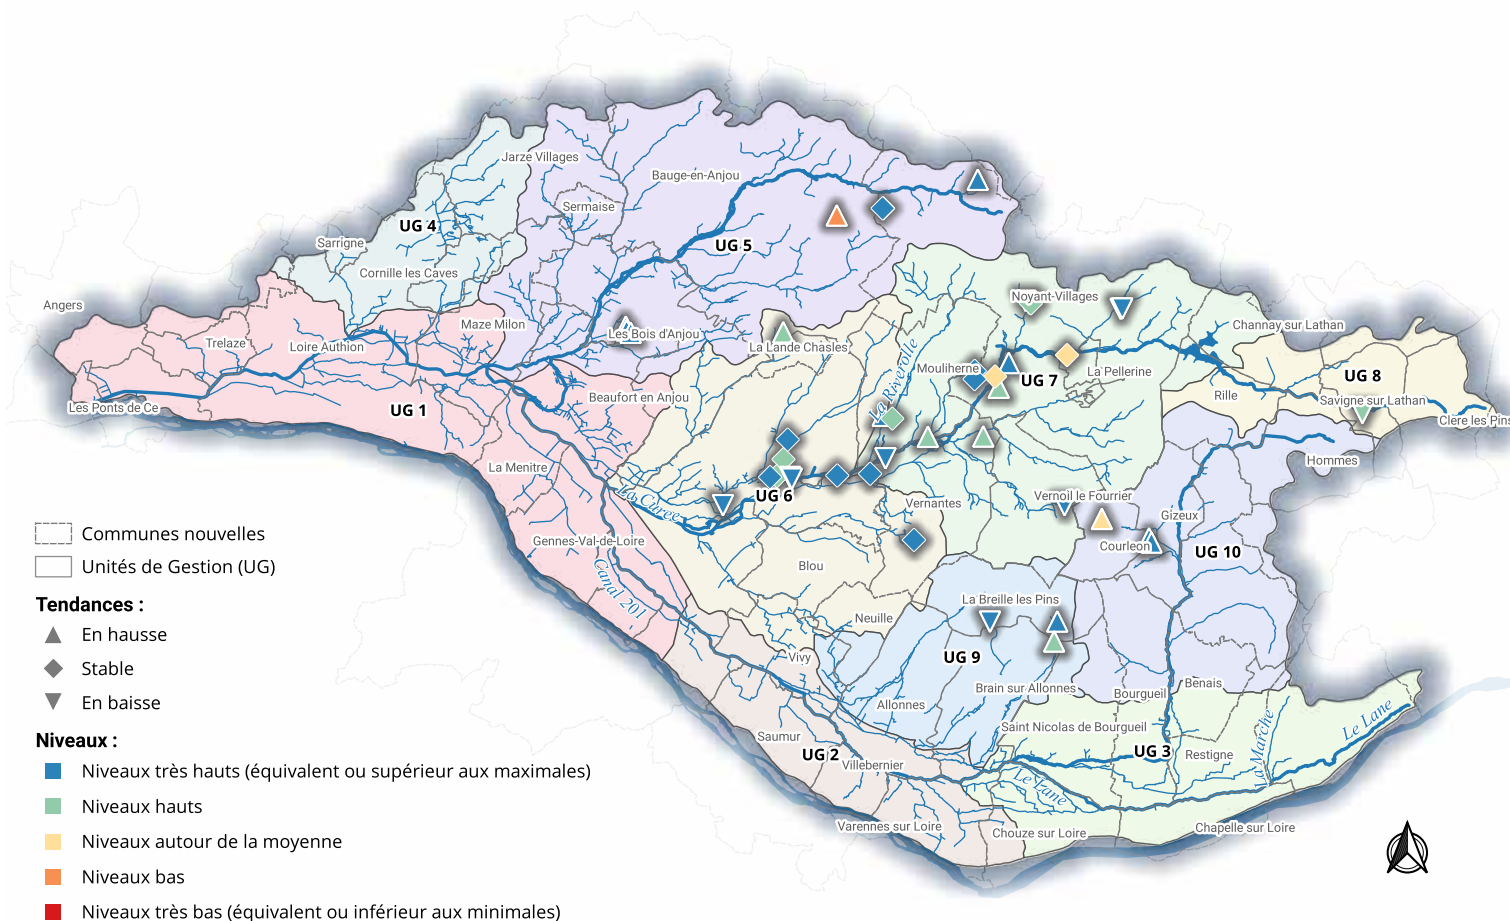 Jarze Villages
Bauge-en-Anjou
Sermaise
UG 4
Sarrigne
UG 5
Cornille les Caves
Angers
Noyant-Villages
Maze Milon
Les Bois d'Anjou
Channay sur Lathan
Trelaze
Loire Authion
La Lande Chasles
La Riverolle
Mouliherne
UG 7
La Pellerine
UG 8
Beaufort en Anjou
Rille
Savigne sur Lathan
Les Ponts de Ce
UG 1
Clere les Pins
La Menitre
Hommes
La Curee
UG 6
Vernantes
Vernoil le Fourrier
Gizeux
Gennes-Val-de-Loire
Courleon
UG 10
Canal 201
Blou
La Breille les Pins
Neuille
Vivy
UG 9
Brain sur Allonnes
Bourgueil
Benais
Allonnes
Saint Nicolas de Bourgueil
La Marche
Le Lane
Saumur
UG 2
Villebernier
UG 3
Restigne
Le Lane
Varennes sur Loire
Chouze sur Loire
Chapelle sur Loire
Communes nouvelles
Unités de Gestion (UG)
Tendances :
En hausse
Stable
En baisse
Niveaux :
Niveaux très hauts (équivalent ou supérieur aux maximales)
Niveaux hauts
Niveaux autour de la moyenne
Niveaux bas
Niveaux très bas (équivalent ou inférieur aux minimales)